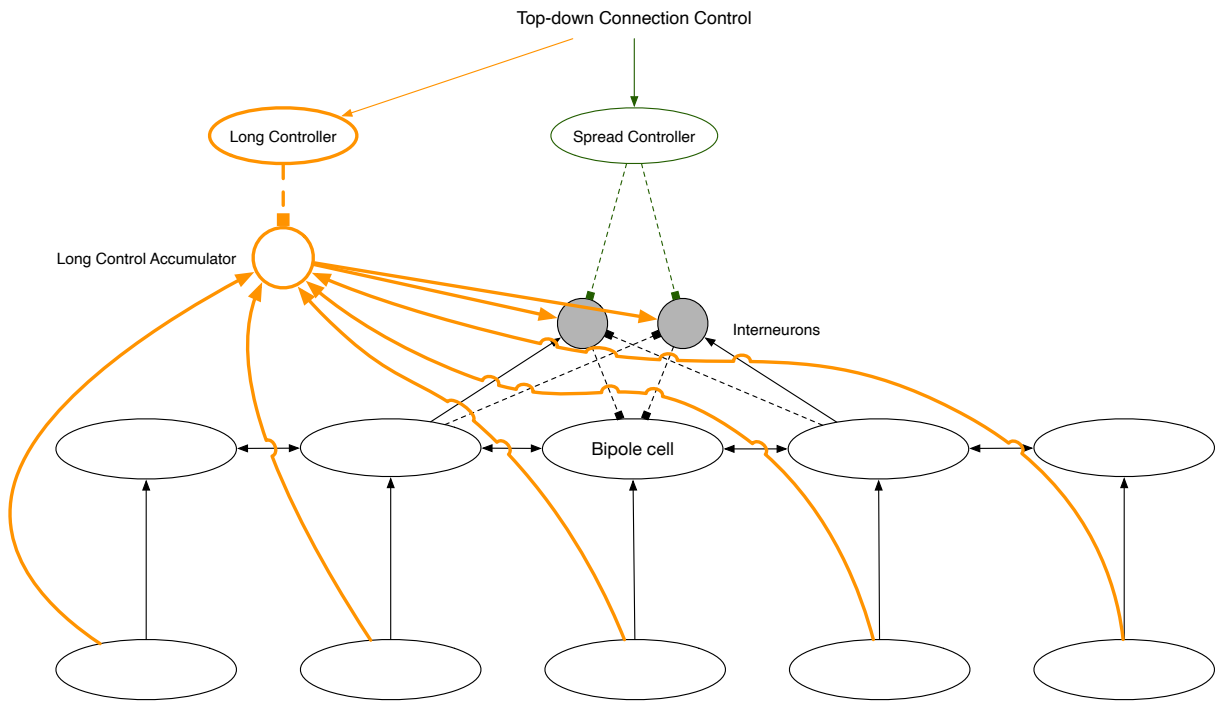 Top-down Connection Control
Long Controller
Spread Controller
Long Control Accumulator
Interneurons
Bipole cell